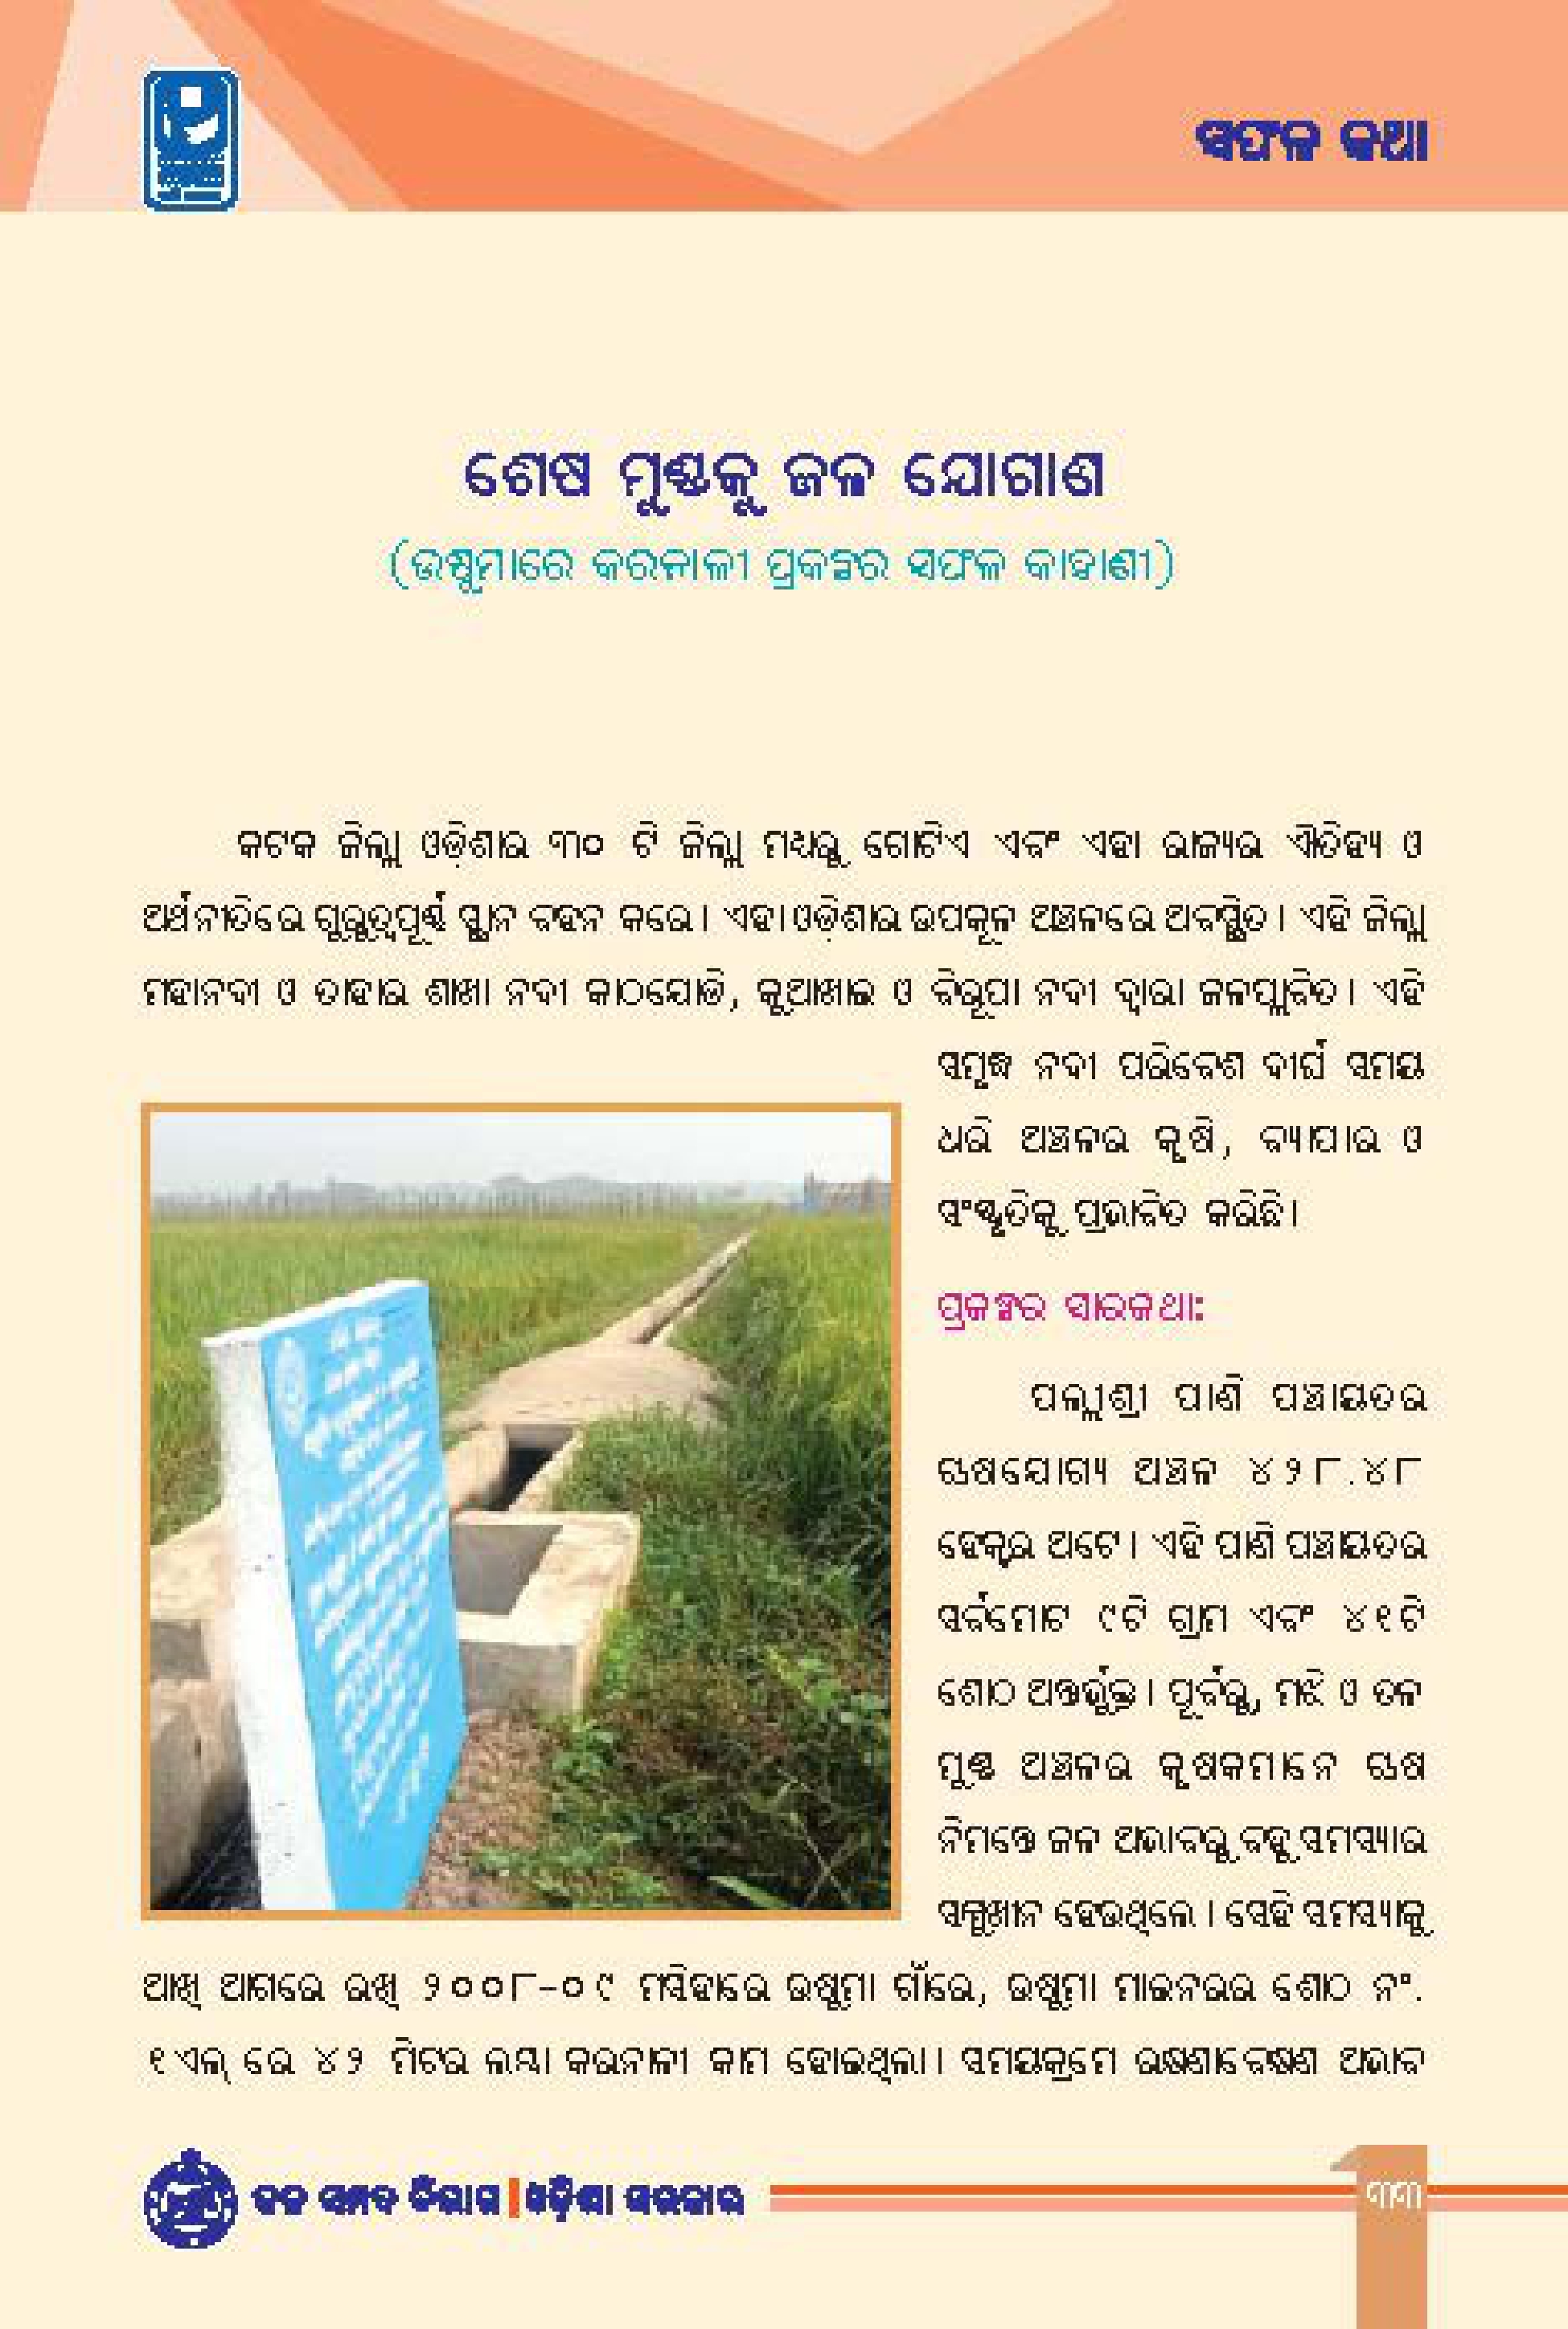 ସଫଳ କଥା
ଶେଷ ମୁଣ୍ଡକୁ ଜଳ ଯୋଗାଣ
(ଉଷୁମାରେ କରନାଳୀ ପ୍ରକଳ୍ପର ସଫଳ କାହାଣୀ)
କଟକ ଜିଲ୍ଲା ଓଡ଼ିଶାର ୩୦ ଟି ଜିଲ୍ଲା ମଧ୍ୟରୁ ଗୋଟିଏ ଏବଂ ଏହା ରାଜ୍ୟର ଐତିହ୍ୟ ଓ
ଅର୍ଥନୀତିରେ ଗୁରୁତ୍ୱପୂର୍ଣ୍ଣ ସ୍ଥାନ ବହନ କରେ। ଏହା ଓଡ଼ିଶାର ଉପକୂଳ ଅଞ୍ଚଳରେ ଅବସ୍ଥିତ। ଏହି ଜିଲ୍ଲା
ମହାନଦୀ ଓ ତାହାର ଶାଖା ନଦୀ କାଠଯୋଡି, କୁଆଖାଇ ଓ ବିରୂପା ନଦୀ ଦ୍ୱାରା ଜଳପ୍ଲାବିତ। ଏହି
ସମୃଦ୍ଧ ନଦୀ ପରିବେଶ ଦୀର୍ଘ ସମୟ
ଧରି ଅଞ୍ଚଳର କୃଷି, ବ୍ୟାପାର ଓ
ସଂସ୍କୃତିକୁ ପ୍ରଭାବିତ କରିଛି।
ପ୍ରକଳ୍ପର ସାରକଥା:
ପଲ୍ଲୀଶ୍ରୀ ପାଣି ପଞ୍ଚାୟତର
ଚାଷଯୋଗ୍ୟ ଅଞ୍ଚଳ ୪୨୮.୪୮
ହେକ୍ଟର ଅଟେ। ଏହି ପାଣି ପଞ୍ଚାୟତର
ସର୍ବମୋଟ ୯ଟି ଗ୍ରାମ ଏବଂ ୪୧ଟି
ଶୋଠ ଅନ୍ତର୍ଭୁକ୍ତ। ପୂର୍ବରୁ, ମଝି ଓ ତଳ
ମୁଣ୍ଡ ଅଞ୍ଚଳର କୃଷକମାନେ ଚାଷ
ନିମନ୍ତେ ଜଳ ଅଭାବରୁ ବହୁ ସମସ୍ୟାର
ସମ୍ମୁଖୀନ ହେଉଥିଲେ। ସେହି ସମସ୍ୟାକୁ
ଆଖି ଆଗରେ ରଖି ୨୦୦୮-୦୯ ମସିହାରେ ଉଷୁମା ଗାଁରେ, ଉଷୁମା ମାଇନରର ଶୋଠ ନଂ.
୧ଏଲ୍ ରେ ୪୨ ମିଟର ଲମ୍ବା କରନାଳୀ କାମ ହୋଇଥିଲା। ସମୟକ୍ରମେ ରକ୍ଷଣାବେକ୍ଷଣ ଅଭାବ
ଜଳ ସମ୍ପଦ ବିଭାଗ | ଓଡ଼ିଶା ସରକାର
୩୩